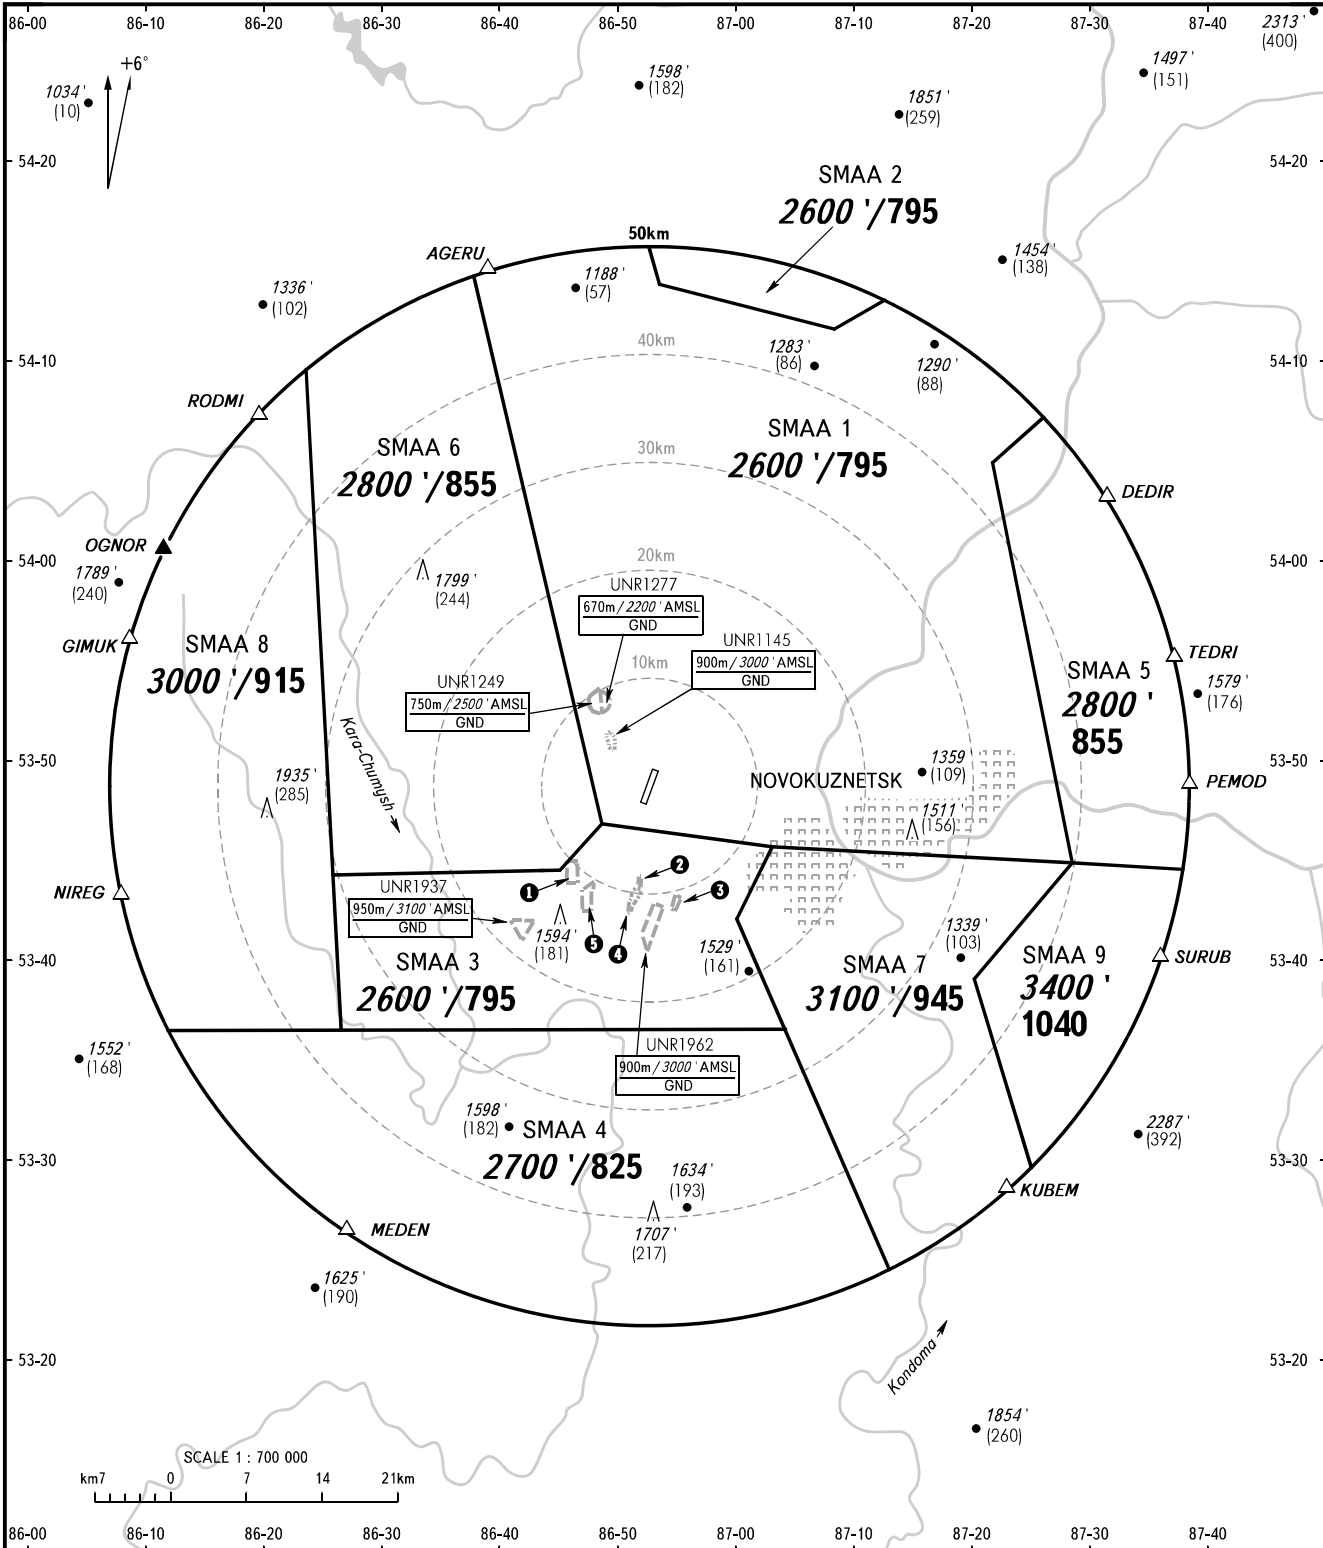 86-00 86-10 86-20 86-30 86-40 86-50 87-00 87-10 87-20 87-30 87-40
2313 '
(400)
+6°
1034 '
(10)
1598 '
(182)
1851 '
(259)
1497 '
(151)
54-20
54-20
SMAA 2
2600 '/795
50km
AGERU
1188 '
(57)
1454 '
(138)
1336 '
(102)
40km
1283 '
(86)
1290 '
(88)
54-10
54-10
RODMI
SMAA 6
2800 '/855
SMAA 1
2600 '/795
30km
DEDIR
OGNOR
54-00
54-00
1789 '
(240)
1799 '
(244)
20km
UNR1277
670m/2200 ' AMSL
GND
GIMUK
SMAA 8
3000 '/915
UNR1145
900m/3000 ' AMSL
GND
10km
UNR1249
750m/2500 ' AMSL
GND
TEDRI
SMAA 5
2800 '
855
1579 '
(176)
Kara-Chumysh
53-50
53-50
1935 '
(285)
NOVOKUZNETSK
1359 '
(109)
PEMOD
1511 '
(156)
1
2
3
4
5
NIREG
UNR1937
950m/3100 ' AMSL
GND
1594 '
(181)
1529 '
(161)
1339 '
(103)
53-40
53-40
SMAA 3
2600 '/795
SMAA 7
3100 '/945
SMAA 9
3400 '
1040
SURUB
UNR1962
900m/3000 ' AMSL
GND
1552 '
(168)
1598 '
(182)
SMAA 4
2700 '/825
2287 '
(392)
53-30
53-30
1634 '
(193)
KUBEM
1707 '
(217)
MEDEN
1625 '
(190)
53-20
53-20
Kondoma
1854 '
(260)
SCALE 1 : 700 000
km7 0 7 14 21km
86-00 86-10 86-20 86-30 86-40 86-50 87-00 87-10 87-20 87-30 87-40